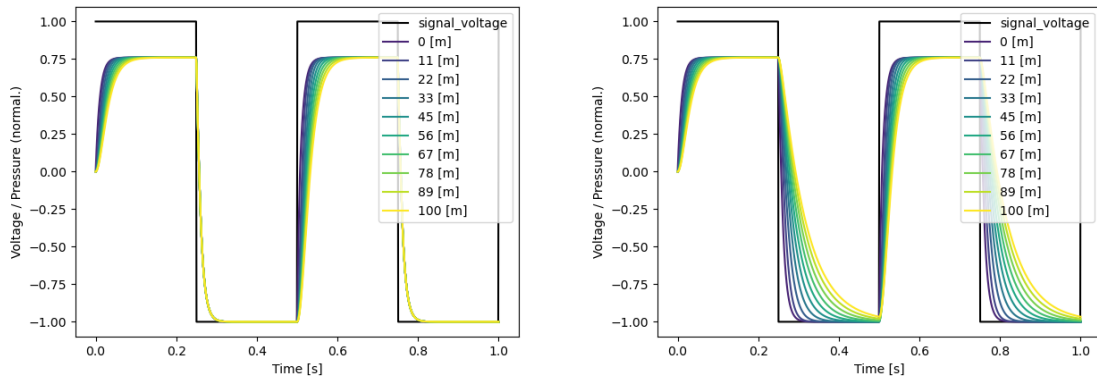 1.00
0.75
0.50
0.25
0.00
−0.25
−0.50
−0.75
−1.00
Voltage / Pressure (normal.)
0.0
0.2
0.4
0.6
0.8
1.0
Time [s]
signal_voltage
0 [m]
11 [m]
22 [m]
33 [m]
45 [m]
56 [m]
67 [m]
78 [m]
89 [m]
100 [m]
1.00
0.75
0.50
0.25
0.00
−0.25
−0.50
−0.75
−1.00
Voltage / Pressure (normal.)
0.0
0.2
0.4
0.6
0.8
1.0
Time [s]
signal_voltage
0 [m]
11 [m]
22 [m]
33 [m]
45 [m]
56 [m]
67 [m]
78 [m]
89 [m]
100 [m]